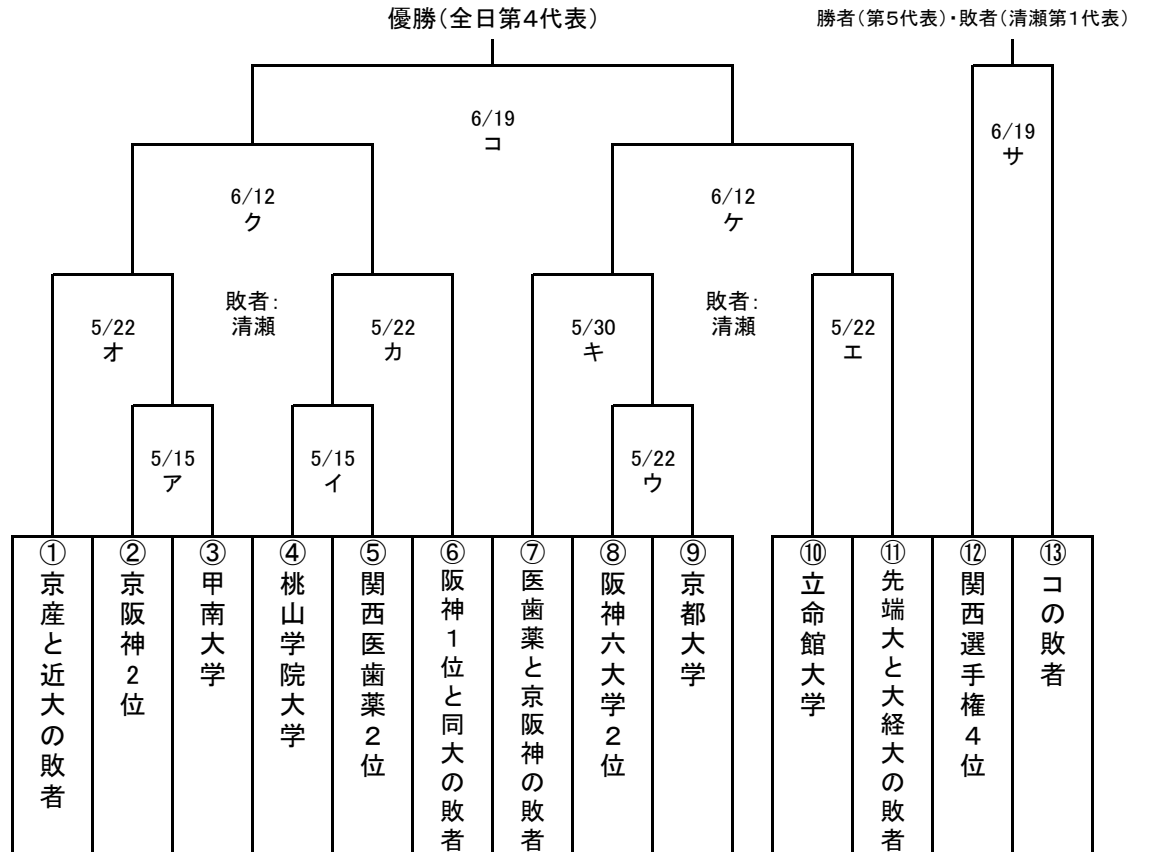 優勝(全日第4代表)
勝者(第5代表)・敗者(清瀬第1代表)
6/19
コ
6/19
サ
6/12
ク
6/12
ケ
敗者:
清瀬
敗者:
清瀬
5/22
オ
5/22
カ
5/30
キ
5/22
エ
5/15
ア
5/15
イ
5/22
ウ
①京産と近大の敗者
②京阪神2位
③甲南大学
④桃山学院大学
⑤関西医歯薬2位
⑥阪神1位と同大の敗者
⑦医歯薬と京阪神の敗者
⑧阪神六大学2位
⑨京都大学
⑩立命館大学
⑪先端大と大経大の敗者
⑫関西選手権4位
⑬コの敗者